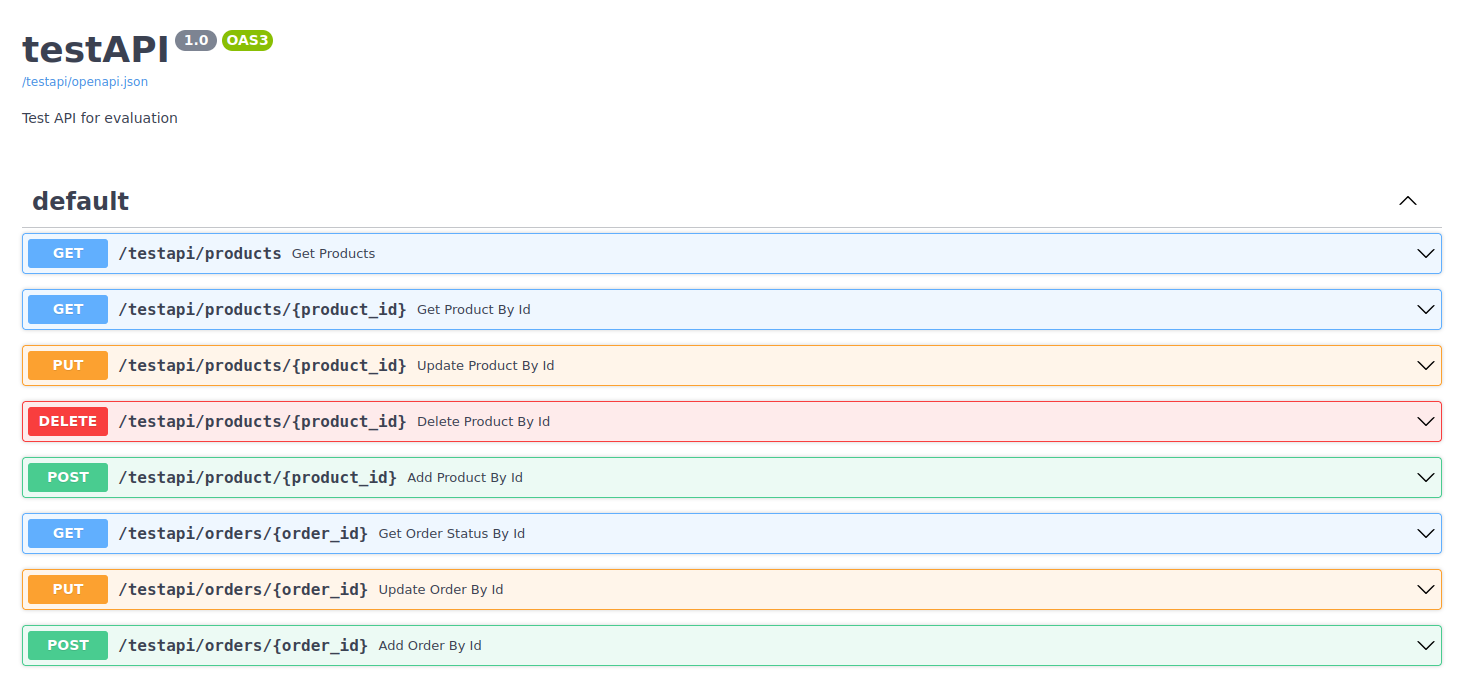 testAPI 1.0 OAS3
/testapi/openapi.json
Test API for evaluation
default
GET /testapi/products Get Products
GET /testapi/products/{product_id} Get Product By Id
PUT /testapi/products/{product_id} Update Product By Id
DELETE /testapi/products/{product_id} Delete Product By Id
POST /testapi/product/{product_id} Add Product By Id
GET /testapi/orders/{order_id} Get Order Status By Id
PUT /testapi/orders/{order_id} Update Order By Id
POST /testapi/orders/{order_id} Add Order By Id